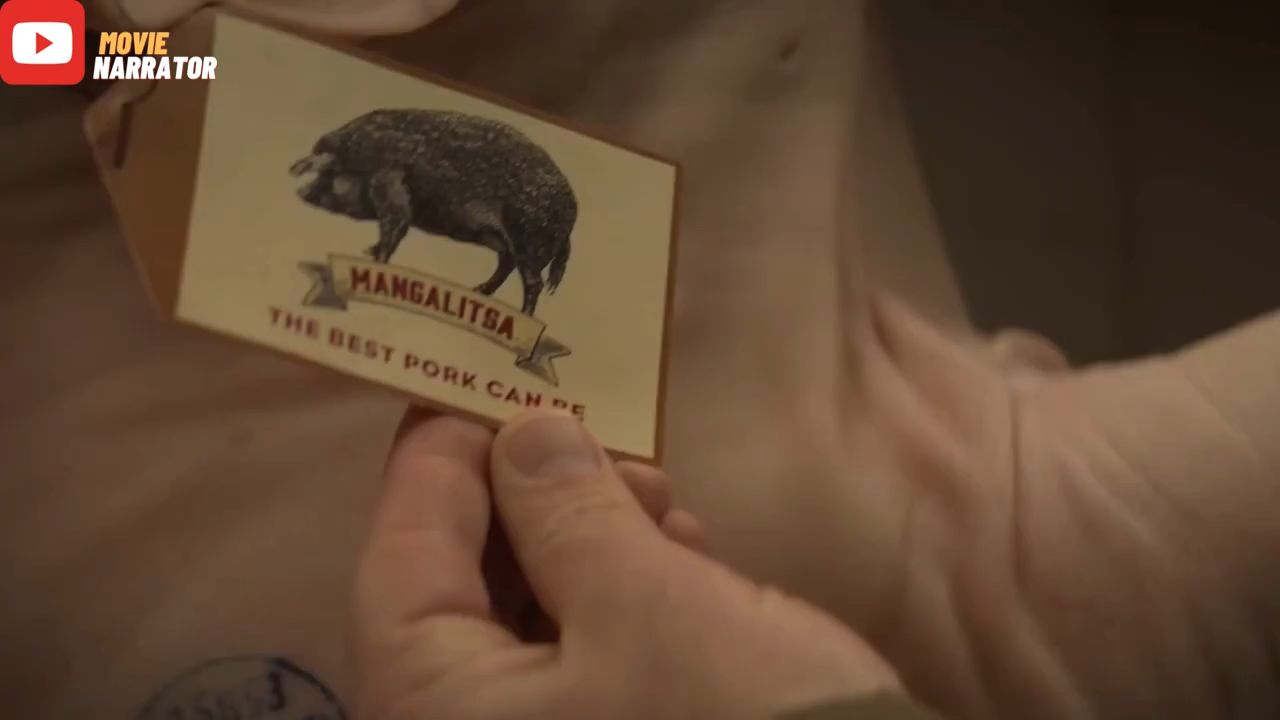 MOVIE
NARRATOR
MANGALITSA
THE BEST PORK CAN BE